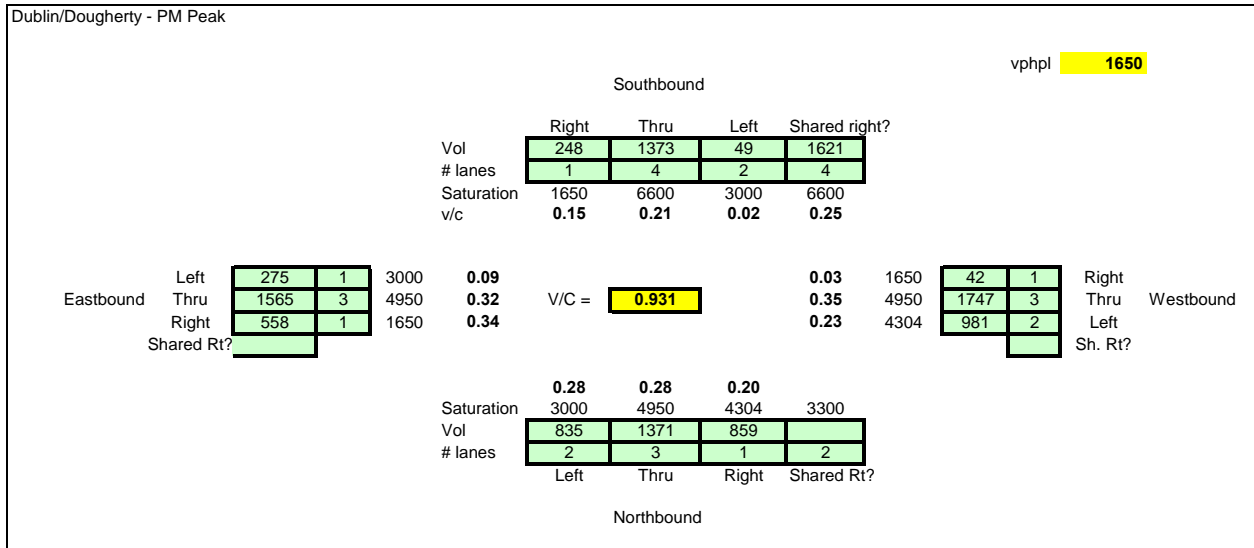 Dublin/Dougherty - PM Peak
vphpl 1650
Southbound
Right Thru Left Shared right?
Vol 248 1373 49 1621
# lanes 1 4 2 4
Saturation 1650 6600 3000 6600
v/c 0.15 0.21 0.02 0.25
Left 275 1 3000 0.09 0.03 1650 42 1 Right
Eastbound Thru 1565 3 4950 0.32 V/C = 0.931 0.35 4950 1747 3 Thru Westbound
Right 558 1 1650 0.34 0.23 4304 981 2 Left
Shared Rt? Sh. Rt?
0.28 0.28 0.20
Saturation 3000 4950 4304 3300
Vol 835 1371 859
# lanes 2 3 1 2
Left Thru Right Shared Rt?
Northbound